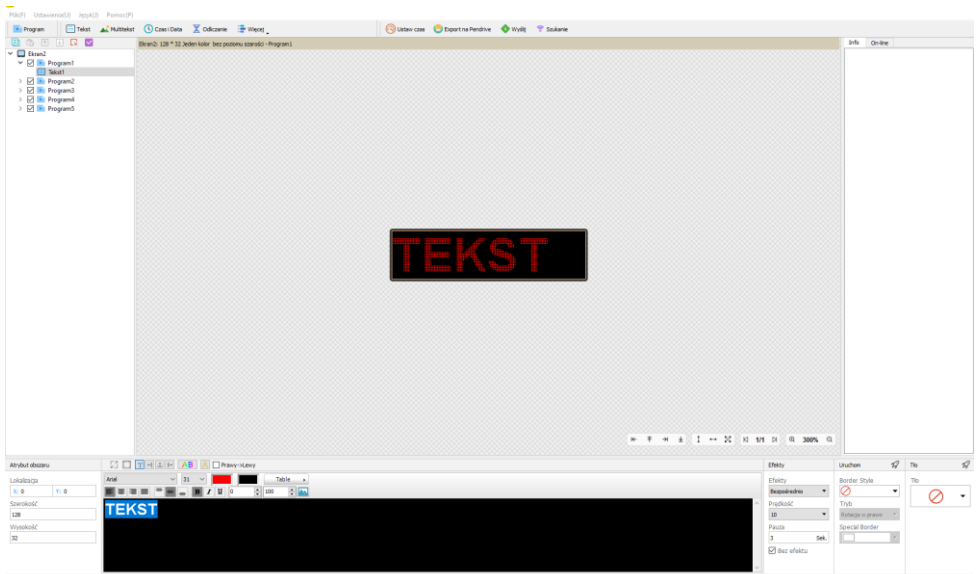 Plik(F) Ustawienia(U) Język(J) Pomoc(P)
Program Tekst Multitekst Czas i Data Odliczanie Więcej Ustaw czas Export na Pendrive Wyślij Szukanie
Ekran2: 128 * 32 Jeden kolor bez poziomu szarości - Program1
Info On-line
Ekran2
Program1
Tekst1
Program2
Program3
Program4
Program5
TEKST
1/1 300%
Atrybut obszaru
Lokalizacja
X: 0 Y: 0
Szerokość
128
Wysokość
32
AB Prawy->Lewy
Arial 31 Table
B I U 0 100
TEKST
Efekty
Efekty
Bezpośrednio
Prędkość
10
Pauza
3 Sek.
Bez efektu
Uruchom
Border Style
Tryb
Rotacja w prawo
Special Border
Tło
Tło